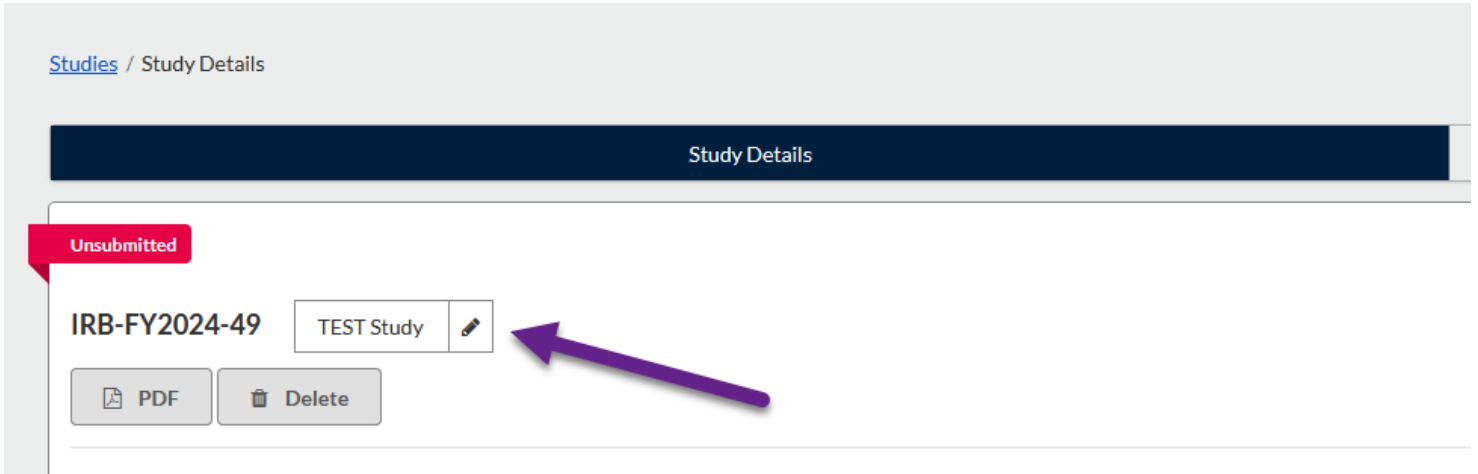 Studies / Study Details
Study Details
Unsubmitted
IRB-FY2024-49 TEST Study
PDF Delete